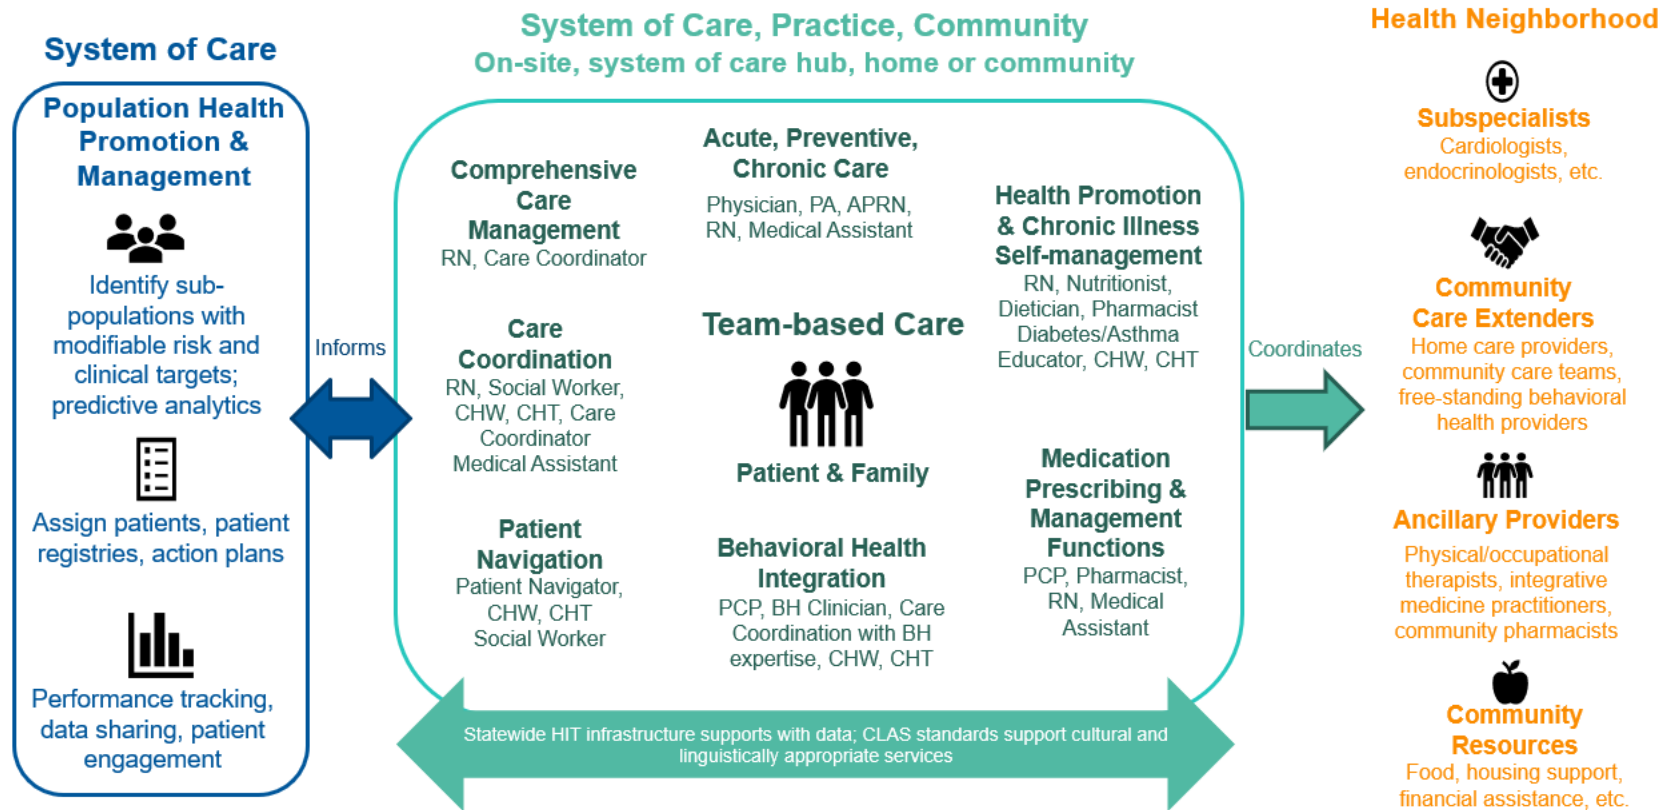 System of Care
Population Health
Promotion &
Management
Identify sub-
populations with
modifiable risk and
clinical targets;
predictive analytics
Assign patients, patient
registries, action plans
Performance tracking,
data sharing, patient
engagement
Informs
System of Care, Practice, Community
On-site, system of care hub, home or community
Comprehensive
Care
Management
RN, Care Coordinator
Care
Coordination
RN, Social Worker,
CHW, CHT, Care
Coordinator
Medical Assistant
Patient
Navigation
Patient Navigator,
CHW, CHT
Social Worker
Acute, Preventive,
Chronic Care
Physician, PA, APRN,
RN, Medical Assistant
Team-based Care
Patient & Family
Behavioral Health
Integration
PCP, BH Clinician, Care
Coordination with BH
expertise, CHW, CHT
Health Promotion
& Chronic Illness
Self-management
RN, Nutritionist,
Dietician, Pharmacist
Diabetes/Asthma
Educator, CHW, CHT
Medication
Prescribing &
Management
Functions
PCP, Pharmacist,
RN, Medical
Assistant
Statewide HIT infrastructure supports with data; CLAS standards support cultural and
linguistically appropriate services
Coordinates
Health Neighborhood
Subspecialists
Cardiologists,
endocrinologists, etc.
Community
Care Extenders
Home care providers,
community care teams,
free-standing behavioral
health providers
Ancillary Providers
Physical/occupational
therapists, integrative
medicine practitioners,
community pharmacists
Community
Resources
Food, housing support,
financial assistance, etc.